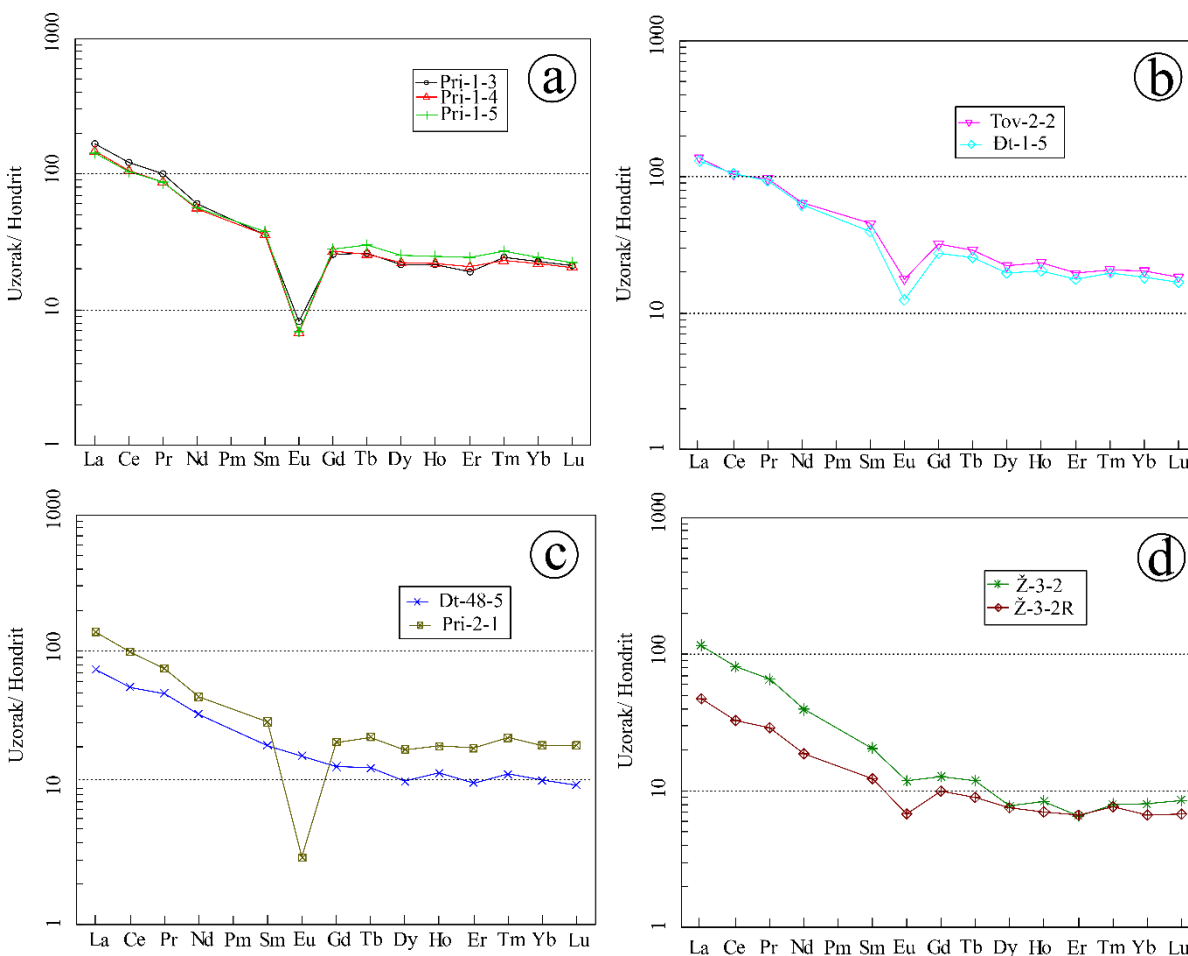 1000
100
10
1
Uzorak/ Hondrit
a
Pri-1-3
Pri-1-4
Pri-1-5
La Ce Pr Nd Pm Sm Eu Gd Tb Dy Ho Er Tm Yb Lu
1000
100
10
1
Uzorak/ Hondrit
b
Tov-2-2
Đt-1-5
La Ce Pr Nd Pm Sm Eu Gd Tb Dy Ho Er Tm Yb Lu
1000
100
10
1
Uzorak/ Hondrit
c
Dt-48-5
Pri-2-1
La Ce Pr Nd Pm Sm Eu Gd Tb Dy Ho Er Tm Yb Lu
1000
100
10
1
Uzorak/ Hondrit
d
Ž-3-2
Ž-3-2R
La Ce Pr Nd Pm Sm Eu Gd Tb Dy Ho Er Tm Yb Lu